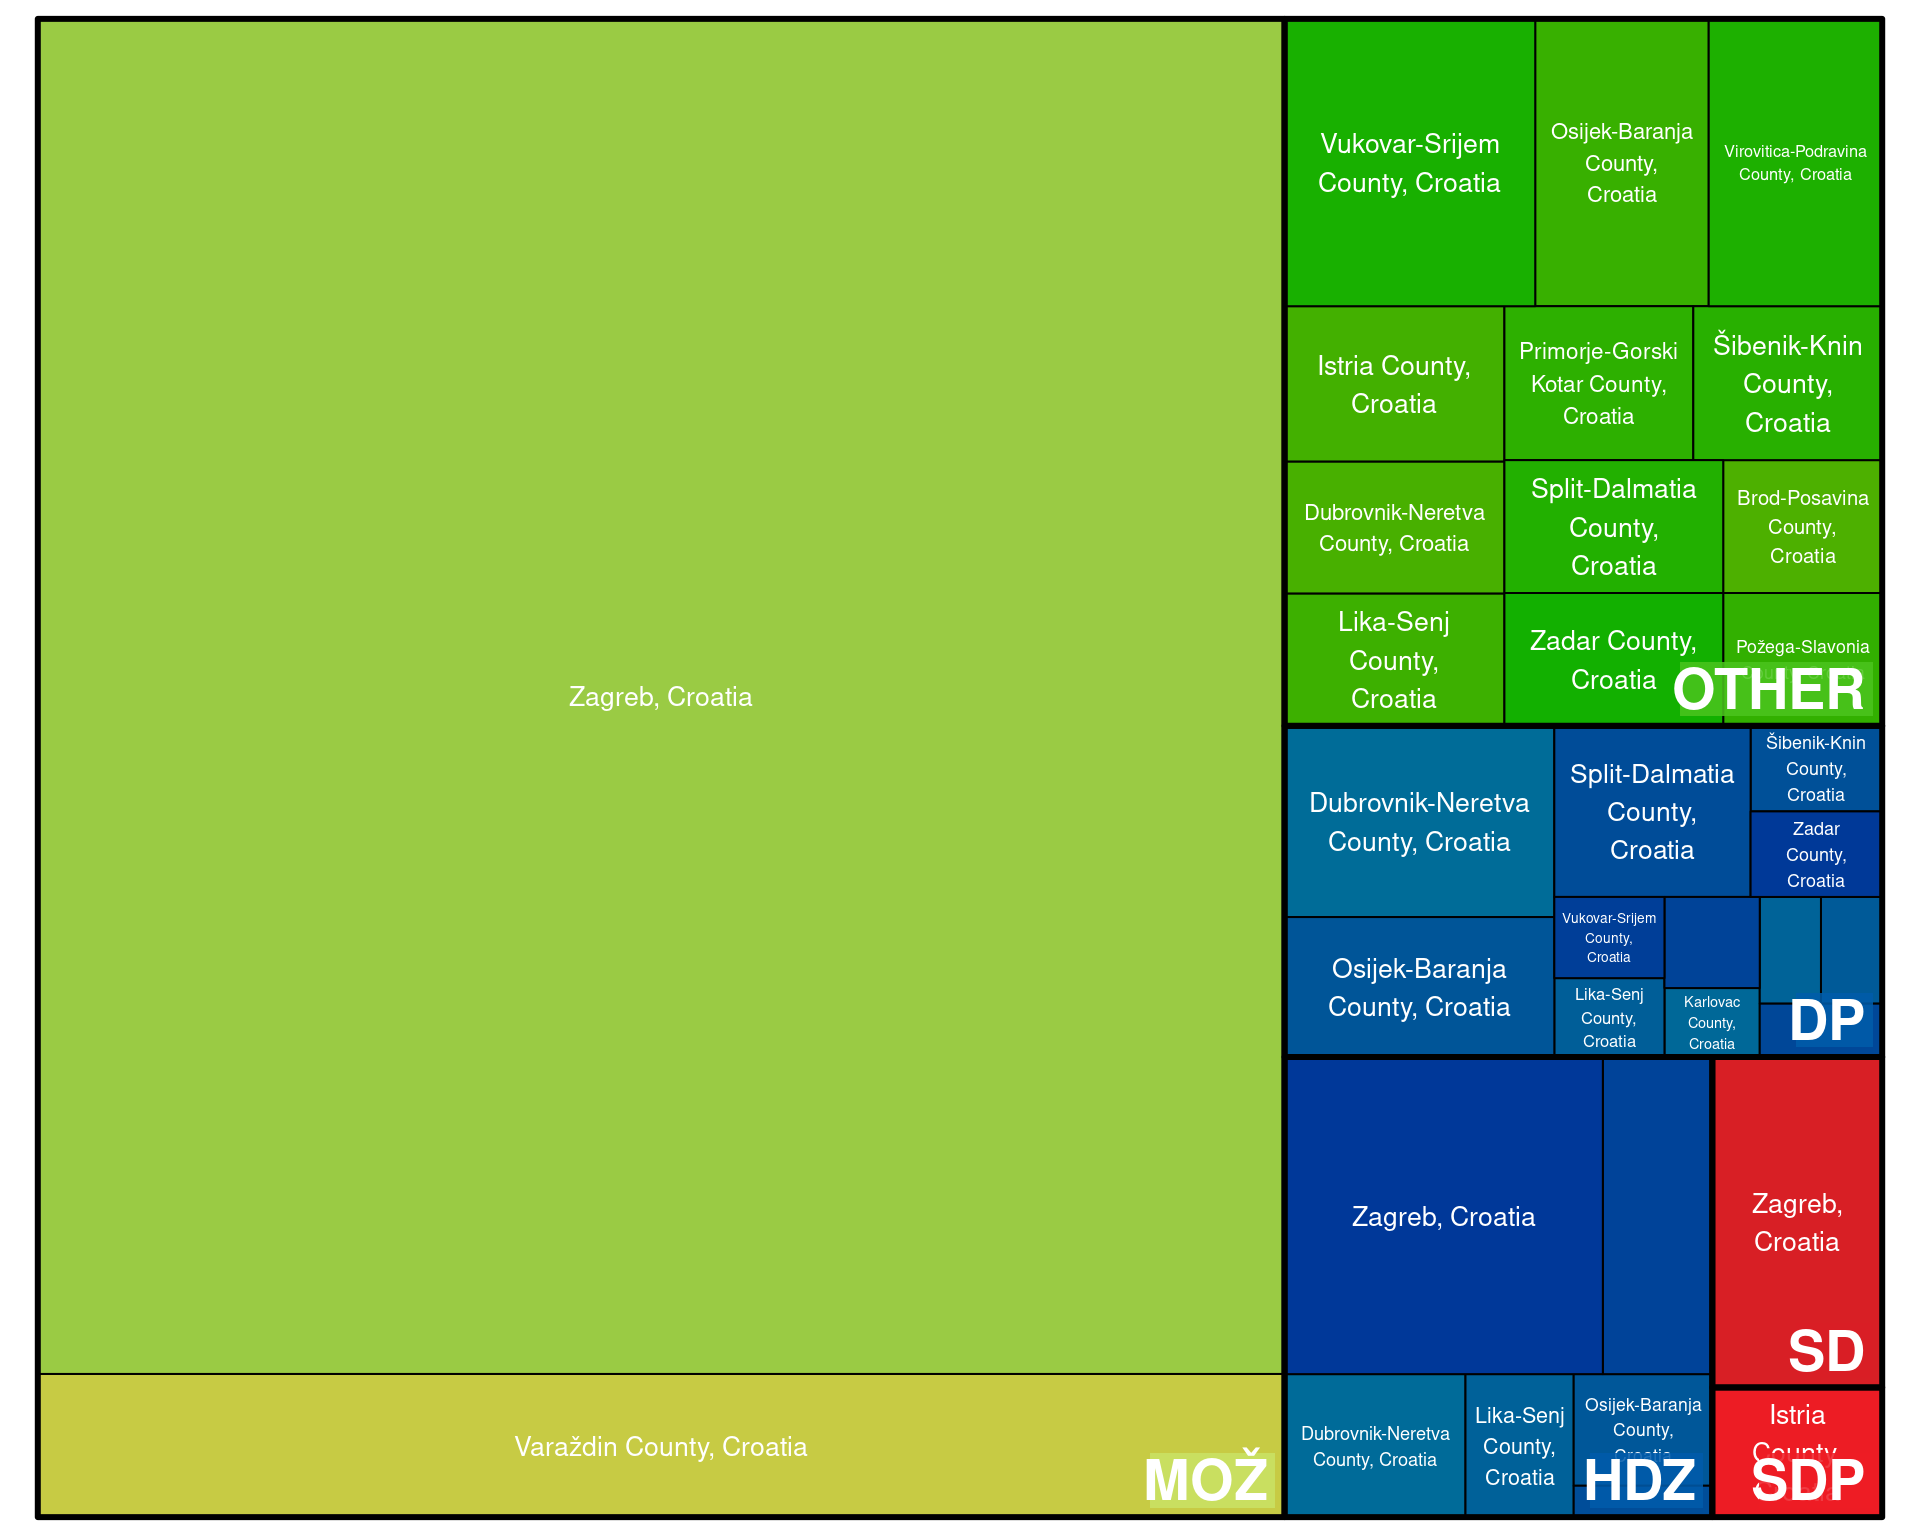 Zagreb, Croatia
Varaždin County, Croatia
MOŽ
Vukovar-Srijem
County, Croatia
Osijek-Baranja
County,
Croatia
Virovitica-Podravina
County, Croatia
Istria County,
Croatia
Primorje-Gorski
Kotar County,
Croatia
Šibenik-Knin
County,
Croatia
Dubrovnik-Neretva
County, Croatia
Split-Dalmatia
County,
Croatia
Brod-Posavina
County,
Croatia
Lika-Senj
County,
Croatia
Zadar County,
Croatia
Požega-Slavonia
OTHER
Dubrovnik-Neretva
County, Croatia
Split-Dalmatia
County,
Croatia
Šibenik-Knin
County,
Croatia
Zadar
County,
Croatia
Osijek-Baranja
County, Croatia
Vukovar-Srijem
County,
Croatia
Lika-Senj
County,
Croatia
Karlovac
County,
Croatia
DP
Zagreb, Croatia
Dubrovnik-Neretva
County, Croatia
Lika-Senj
County,
Croatia
Osijek-Baranja
County,
Croatia
HDZ
Zagreb,
Croatia
SD
Istria
County,
SDP